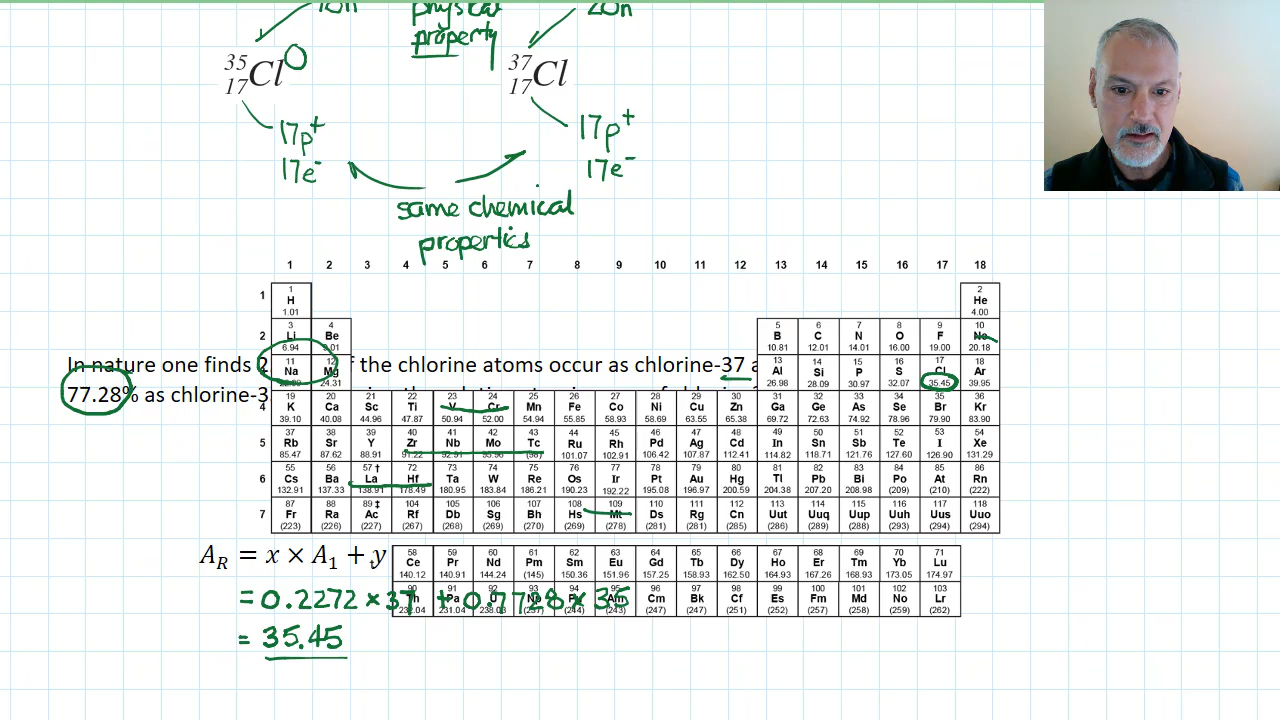 18n physical 20n
property
35 17 Cl 0 37 17 Cl
17p+ 17p+
17e- 17e-
same chemical
properties
1 2 3 4 5 6 7 8 9 10 11 12 13 14 15 16 17 18
1 1 H 1.01 2 He 4.00
2 3 Li 6.94 4 Be 9.01 5 B 10.81 6 C 12.01 7 N 14.01 8 O 16.00 9 F 19.00 10 Ne 20.18
In nature one finds 2 f the chlorine atoms occur as chlorine-37 a
11 Na 12 Mg 24.31 13 Al 26.98 14 Si 28.09 15 P 30.97 16 S 32.07 17 Cl 35.45 18 Ar 39.95
77.28% as chlorine-3
4 19 K 39.10 20 Ca 40.08 21 Sc 44.96 22 Ti 47.87 23 V 50.94 24 Cr 52.00 25 Mn 54.94 26 Fe 55.85 27 Co 58.93 28 Ni 58.69 29 Cu 63.55 30 Zn 65.38 31 Ga 69.72 32 Ge 72.63 33 As 74.92 34 Se 78.96 35 Br 79.90 36 Kr 83.90
5 37 Rb 85.47 38 Sr 87.62 39 Y 88.91 40 Zr 91.22 41 Nb 92.91 42 Mo 95.96 43 Tc (98) 44 Ru 101.07 45 Rh 102.91 46 Pd 106.42 47 Ag 107.87 48 Cd 112.41 49 In 114.82 50 Sn 118.71 51 Sb 121.76 52 Te 127.60 53 I 126.90 54 Xe 131.29
6 55 Cs 132.91 56 Ba 137.33 57 † La 138.91 72 Hf 178.49 73 Ta 180.95 74 W 183.84 75 Re 186.21 76 Os 190.23 77 Ir 192.22 78 Pt 195.08 79 Au 196.97 80 Hg 200.59 81 Tl 204.38 82 Pb 207.20 83 Bi 208.98 84 Po (209) 85 At (210) 86 Rn (222)
7 87 Fr (223) 88 Ra (226) 89 ‡ Ac (227) 104 Rf (267) 105 Db (268) 106 Sg (269) 107 Bh (270) 108 Hs (269) 109 Mt (278) 110 Ds (281) 111 Rg (281) 112 Cn (285) 113 Uut (286) 114 Uuq (289) 115 Uup (288) 116 Uuh (293) 117 Uus (294) 118 Uuo (294)
AR = x × A1 + y
58 Ce 140.12 59 Pr 140.91 60 Nd 144.24 61 Pm (145) 62 Sm 150.36 63 Eu 151.96 64 Gd 157.25 65 Tb 158.93 66 Dy 162.50 67 Ho 164.93 68 Er 167.26 69 Tm 168.93 70 Yb 173.05 71 Lu 174.97
90 Th 232.04 91 Pa 231.04 92 U 238.03 93 Np (237) (244) Am (243) 96 Cm (247) 97 Bk (247) 98 Cf (251) 99 Es (252) 100 Fm (257) 101 Md (258) 102 No (259) 103 Lr (262)
= 0.2272 × 37 + 0.7728 × 35
= 35.45